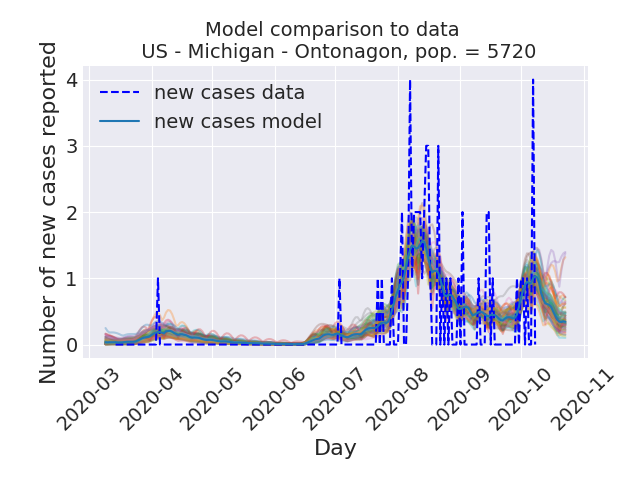 Model comparison to data
US - Michigan - Ontonagon, pop. = 5720
new cases data
new cases model
Number of new cases reported
4
3
2
1
0
2020-03
2020-04
2020-05
2020-06
2020-07
2020-08
2020-09
2020-10
2020-11
Day